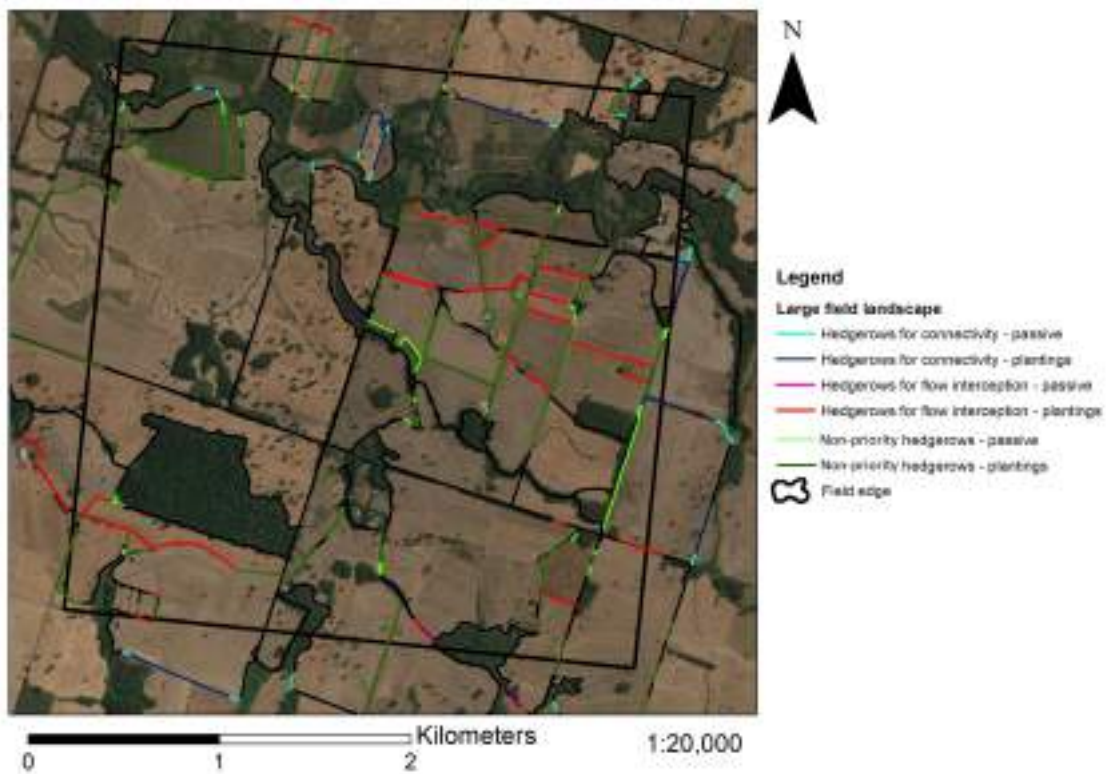 N
Legend
Large field landscape
Hedgerows for connectivity - passive
Hedgerows for connectivity - plantings
Hedgerows for flow interception - passive
Hedgerows for flow interception - plantings
Non-priority hedgerows - passive
Non-priority hedgerows - plantings
Field edge
Kilometers
0 1 2
1:20,000